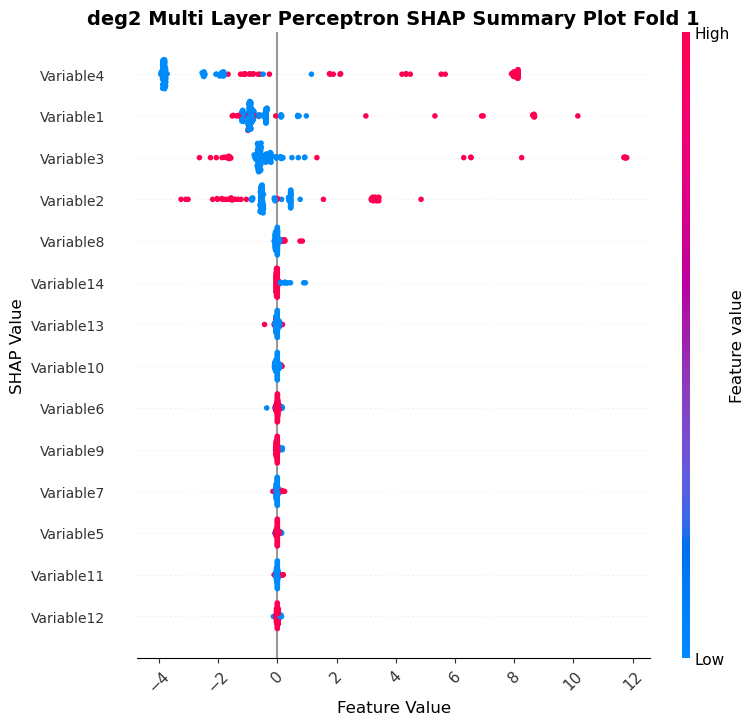 deg2 Multi Layer Perceptron SHAP Summary Plot Fold 1
High
Variable4
Variable1
Variable3
Variable2
Variable8
Variable14
Variable13
Variable10
Variable6
Variable9
Variable7
Variable5
Variable11
Variable12
SHAP Value
Feature value
Low
−4
−2
0
2
4
6
8
10
12
Feature Value